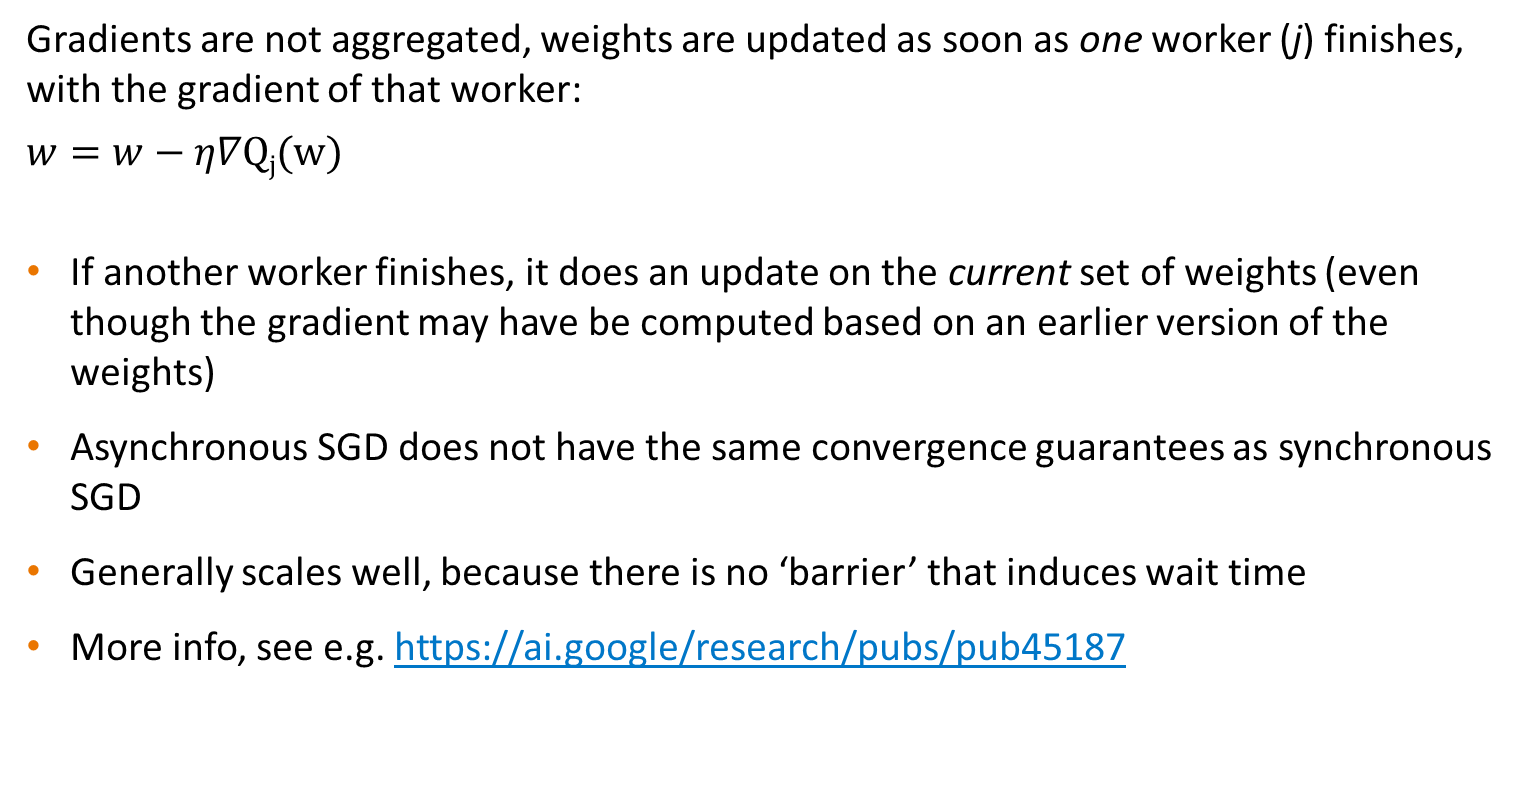 Gradients are not aggregated, weights are updated as soon as one worker (j) finishes,
with the gradient of that worker:
w = w − η∇Qj(w)
• If another worker finishes, it does an update on the current set of weights (even
though the gradient may have be computed based on an earlier version of the
weights)
• Asynchronous SGD does not have the same convergence guarantees as synchronous
SGD
• Generally scales well, because there is no ‘barrier’ that induces wait time
• More info, see e.g. https://ai.google/research/pubs/pub45187